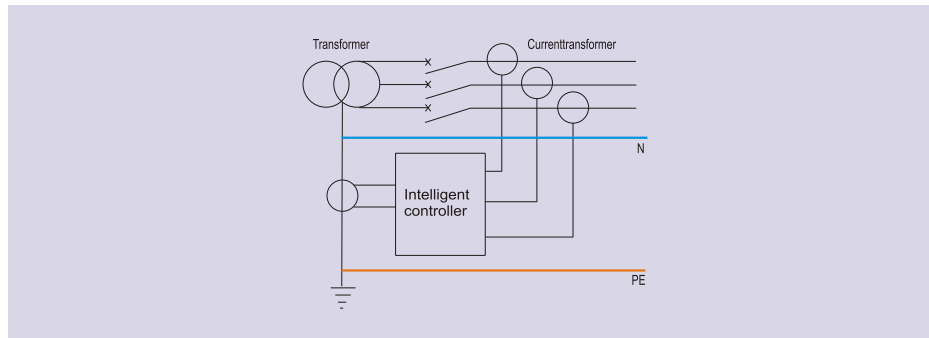 Transformer
Currenttransformer
N
Intelligent
controller
PE